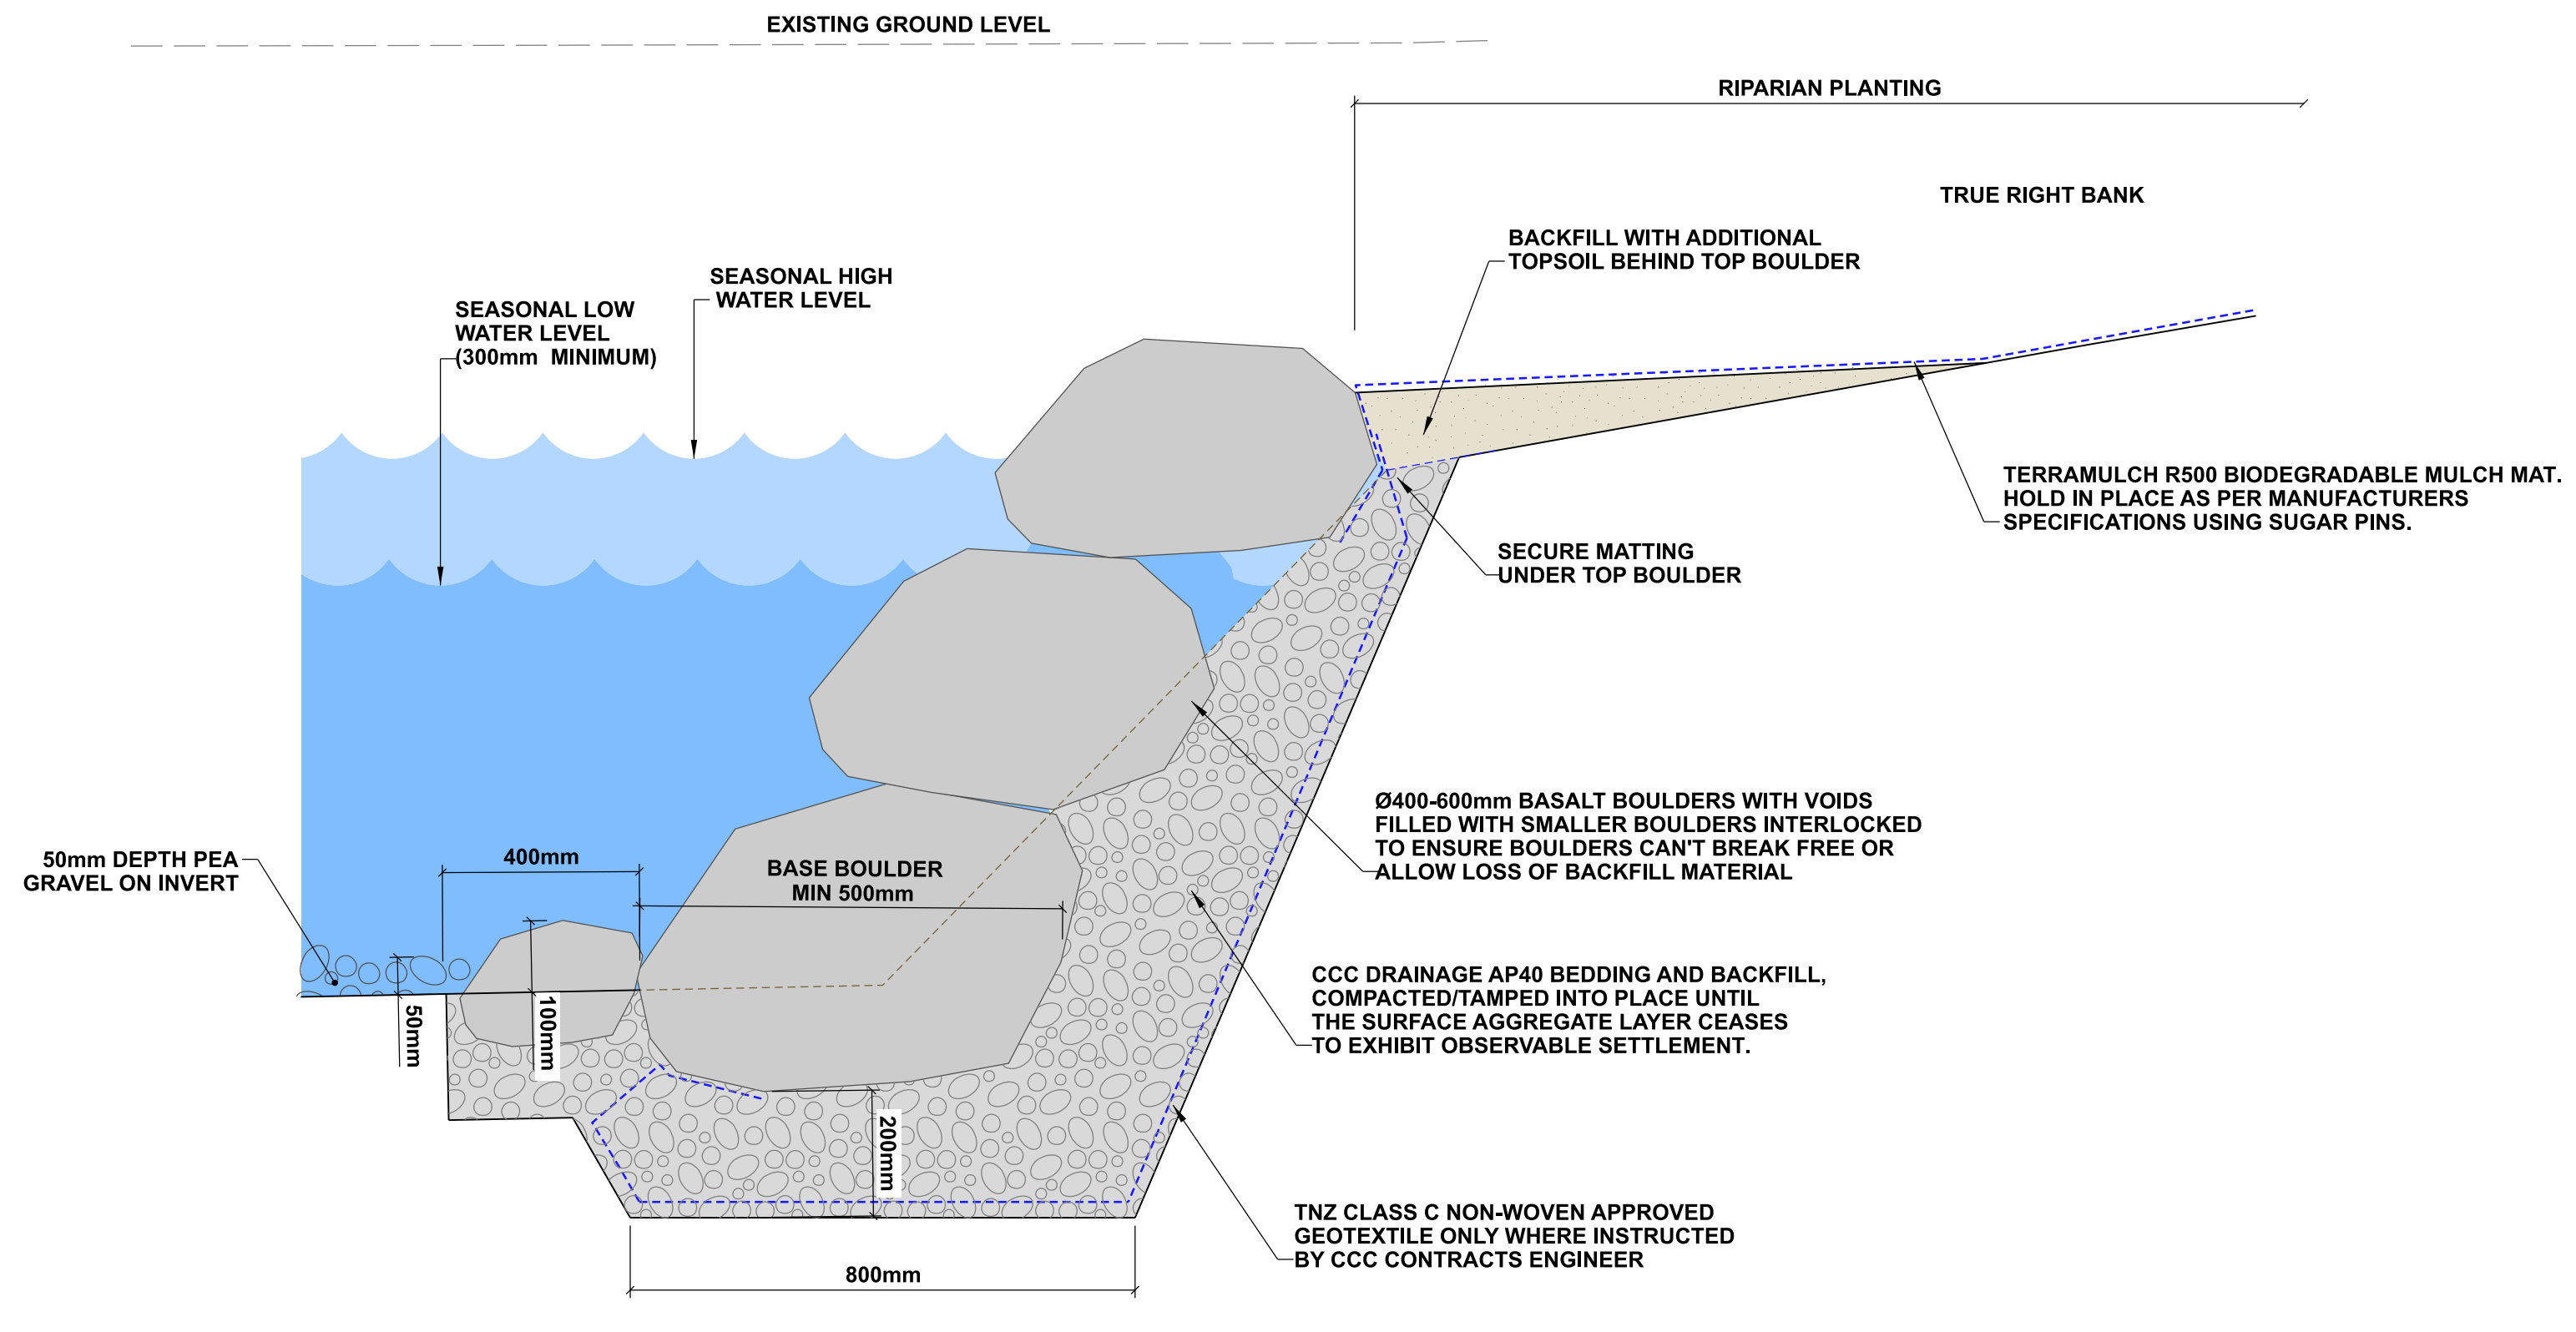 EXISTING GROUND LEVEL
RIPARIAN PLANTING
TRUE RIGHT BANK
BACKFILL WITH ADDITIONAL
TOPSOIL BEHIND TOP BOULDER
SEASONAL HIGH
WATER LEVEL
SEASONAL LOW
WATER LEVEL
(300mm MINIMUM)
TERRAMULCH R500 BIODEGRADABLE MULCH MAT.
HOLD IN PLACE AS PER MANUFACTURERS
SPECIFICATIONS USING SUGAR PINS.
SECURE MATTING
UNDER TOP BOULDER
Ø400-600mm BASALT BOULDERS WITH VOIDS
FILLED WITH SMALLER BOULDERS INTERLOCKED
TO ENSURE BOULDERS CAN'T BREAK FREE OR
ALLOW LOSS OF BACKFILL MATERIAL
50mm DEPTH PEA
GRAVEL ON INVERT
400mm
BASE BOULDER
MIN 500mm
CCC DRAINAGE AP40 BEDDING AND BACKFILL,
COMPACTED/TAMPED INTO PLACE UNTIL
THE SURFACE AGGREGATE LAYER CEASES
TO EXHIBIT OBSERVABLE SETTLEMENT.
50mm
100mm
200mm
TNZ CLASS C NON-WOVEN APPROVED
GEOTEXTILE ONLY WHERE INSTRUCTED
BY CCC CONTRACTS ENGINEER
800mm